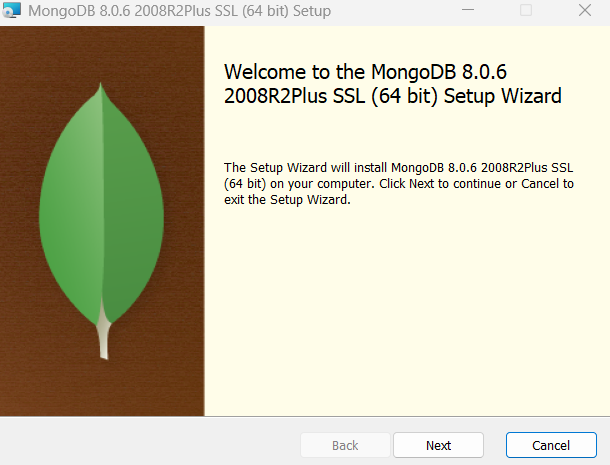 MongoDB 8.0.6 2008R2Plus SSL (64 bit) Setup
Welcome to the MongoDB 8.0.6
2008R2Plus SSL (64 bit) Setup Wizard
The Setup Wizard will install MongoDB 8.0.6 2008R2Plus SSL
(64 bit) on your computer. Click Next to continue or Cancel to
exit the Setup Wizard.
Back
Next
Cancel